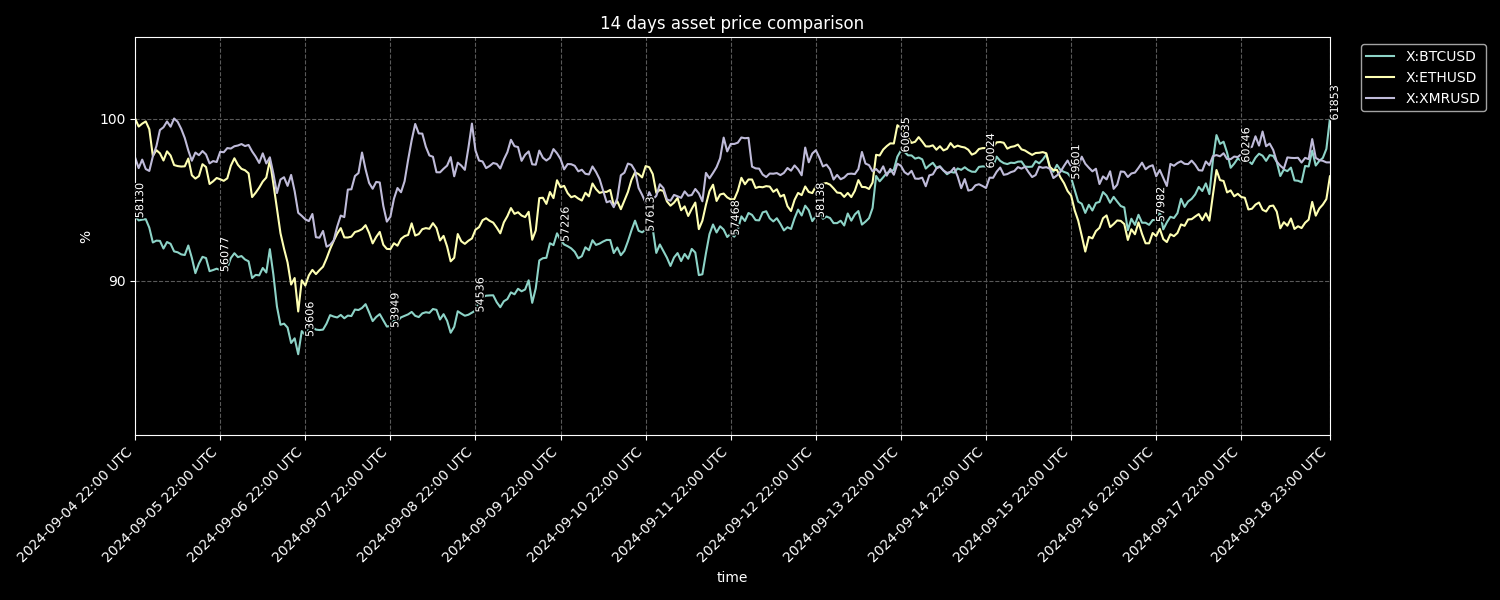 14 days asset price comparison
X:BTCUSD
X:ETHUSD
X:XMRUSD
100
90
%
58130
56077
53606
53949
54536
57226
57613
57468
58138
60635
60024
59601
57982
60246
61853
2024-09-04 22:00 UTC
2024-09-05 22:00 UTC
2024-09-06 22:00 UTC
2024-09-07 22:00 UTC
2024-09-08 22:00 UTC
2024-09-09 22:00 UTC
2024-09-10 22:00 UTC
2024-09-11 22:00 UTC
2024-09-12 22:00 UTC
2024-09-13 22:00 UTC
2024-09-14 22:00 UTC
2024-09-15 22:00 UTC
2024-09-16 22:00 UTC
2024-09-17 22:00 UTC
2024-09-18 23:00 UTC
time